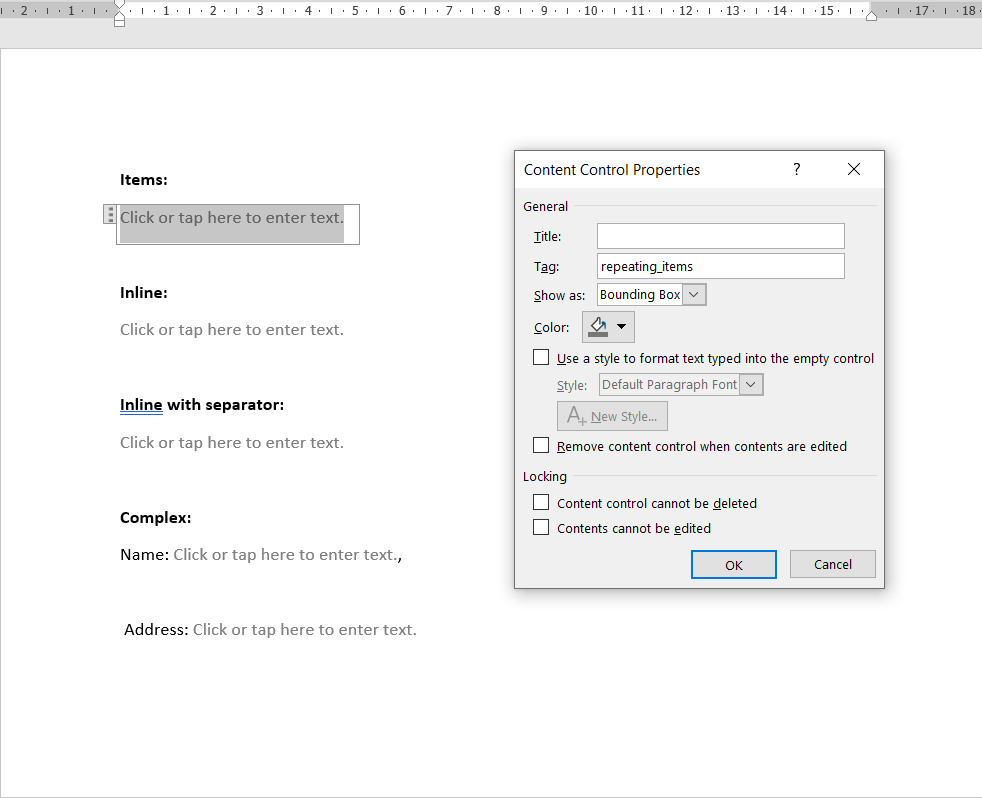 2 1 1 2 3 4 5 6 7 8 9 10 11 12 13 14 15 17 18
Items:
Click or tap here to enter text.
Inline:
Click or tap here to enter text.
Inline with separator:
Click or tap here to enter text.
Complex:
Name: Click or tap here to enter text.,
Address: Click or tap here to enter text.
Content Control Properties ?
General
Title:
Tag: repeating_items
Show as: Bounding Box
Color:
Use a style to format text typed into the empty control
Style: Default Paragraph Font
A+ New Style...
Remove content control when contents are edited
Locking
Content control cannot be deleted
Contents cannot be edited
OK Cancel